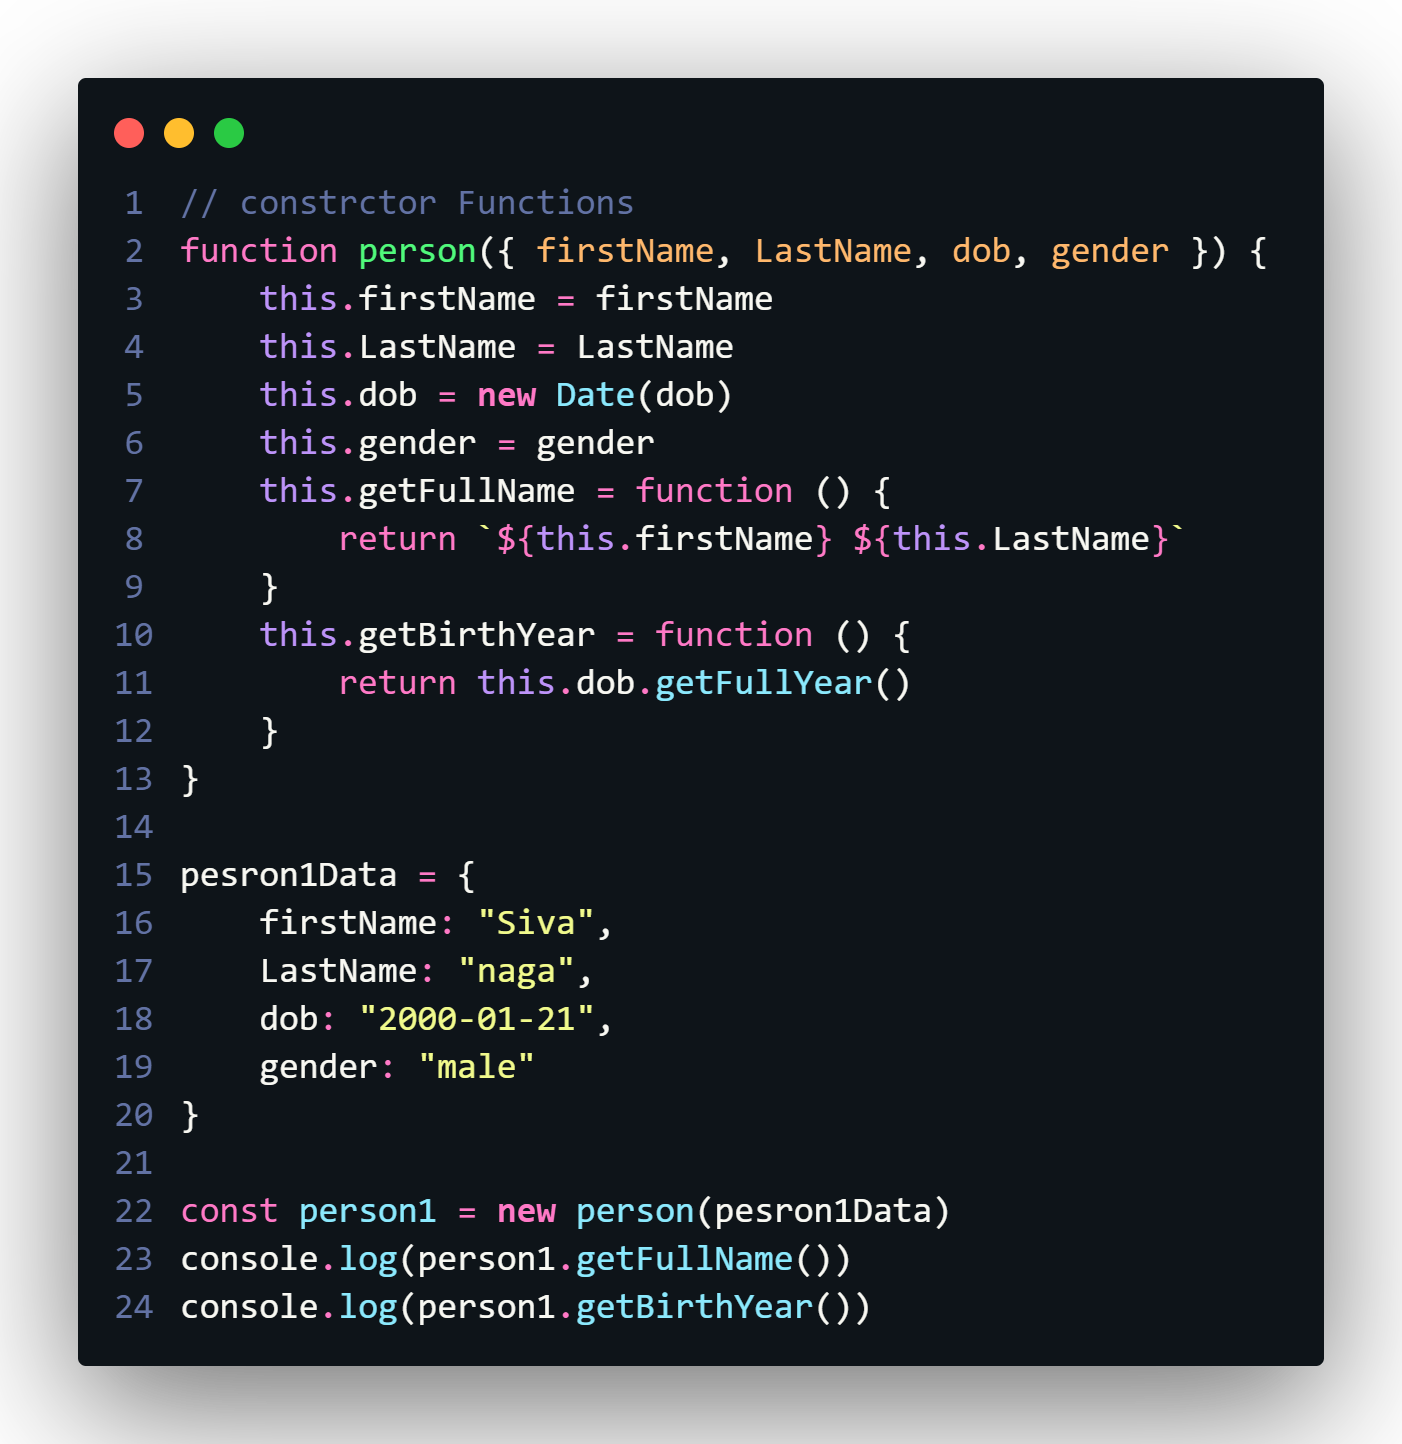 1 // constrctor Functions
2 function person({ firstName, LastName, dob, gender }) {
3     this.firstName = firstName
4     this.LastName = LastName
5     this.dob = new Date(dob)
6     this.gender = gender
7     this.getFullName = function () {
8         return `${this.firstName} ${this.LastName}`
9     }
10     this.getBirthYear = function () {
11         return this.dob.getFullYear()
12     }
13 }
14
15 pesron1Data = {
16     firstName: "Siva",
17     LastName: "naga",
18     dob: "2000-01-21",
19     gender: "male"
20 }
21
22 const person1 = new person(pesron1Data)
23 console.log(person1.getFullName())
24 console.log(person1.getBirthYear())